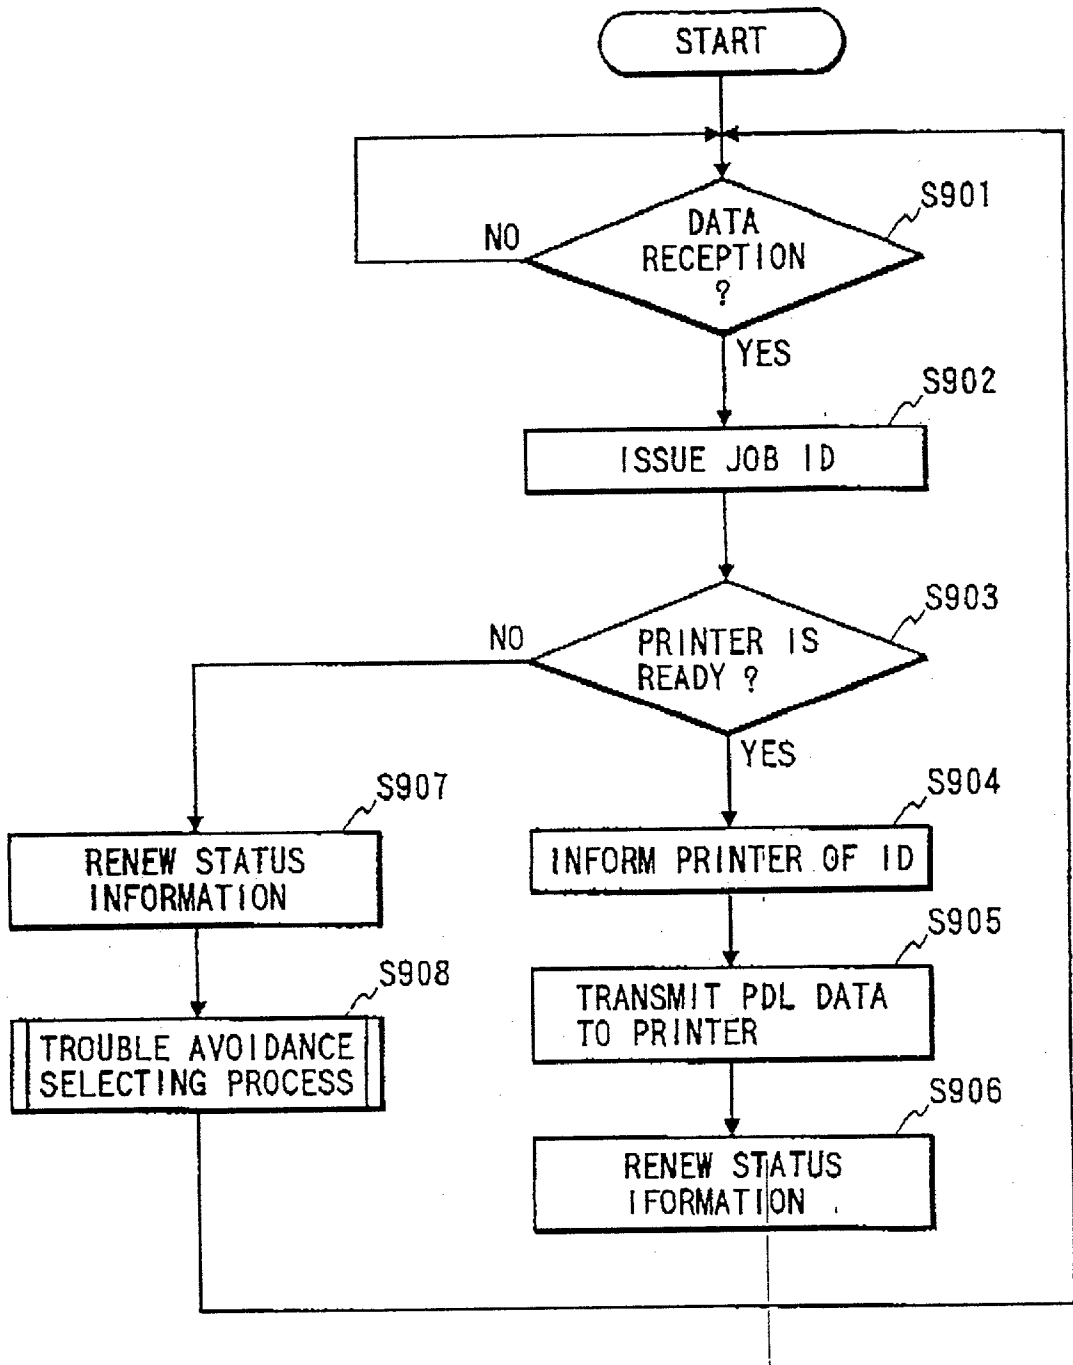 START
S901
DATA
RECEPTION
?
NO
YES
S902
ISSUE JOB ID
S903
NO
PRINTER IS
READY ?
YES
S907
S904
RENEW STATUS
INFORMATION
INFORM PRINTER OF ID
S905
S908
TRANSMIT PDL DATA
TO PRINTER
TROUBLE AVOIDANCE
SELECTING PROCESS
S906
RENEW STATUS
IFORMATION